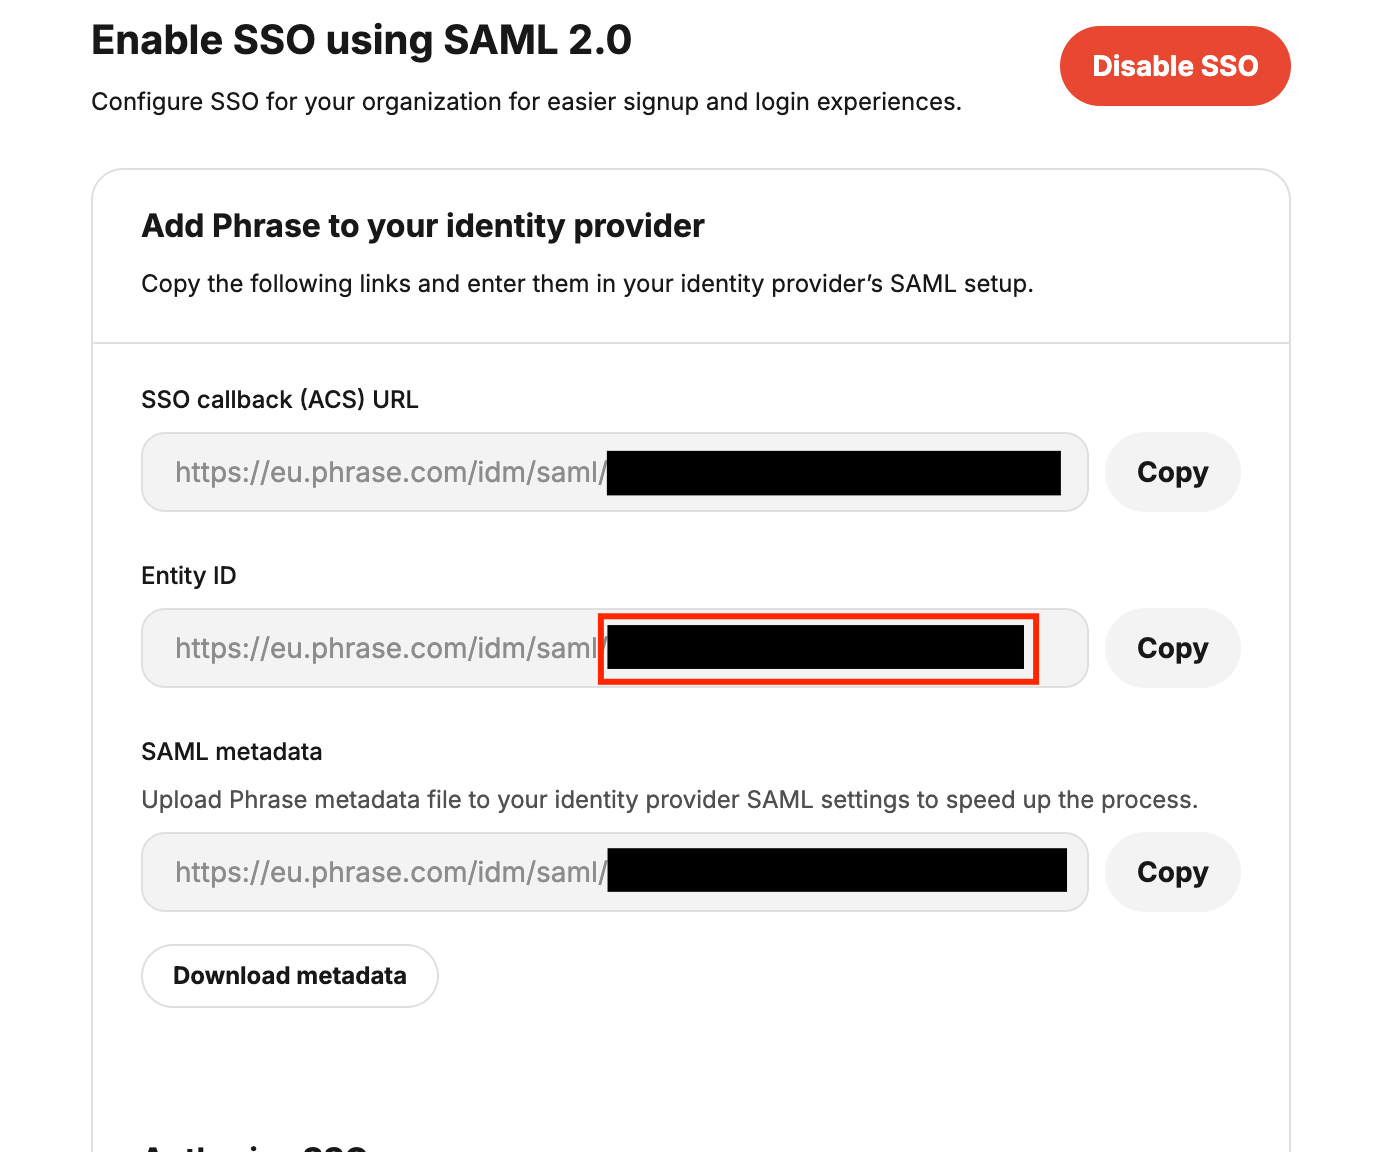 Enable SSO using SAML 2.0
Disable SSO
Configure SSO for your organization for easier signup and login experiences.
Add Phrase to your identity provider
Copy the following links and enter them in your identity provider’s SAML setup.
SSO callback (ACS) URL
https://eu.phrase.com/idm/saml/
Copy
Entity ID
https://eu.phrase.com/idm/saml/
Copy
SAML metadata
Upload Phrase metadata file to your identity provider SAML settings to speed up the process.
https://eu.phrase.com/idm/saml/
Copy
Download metadata